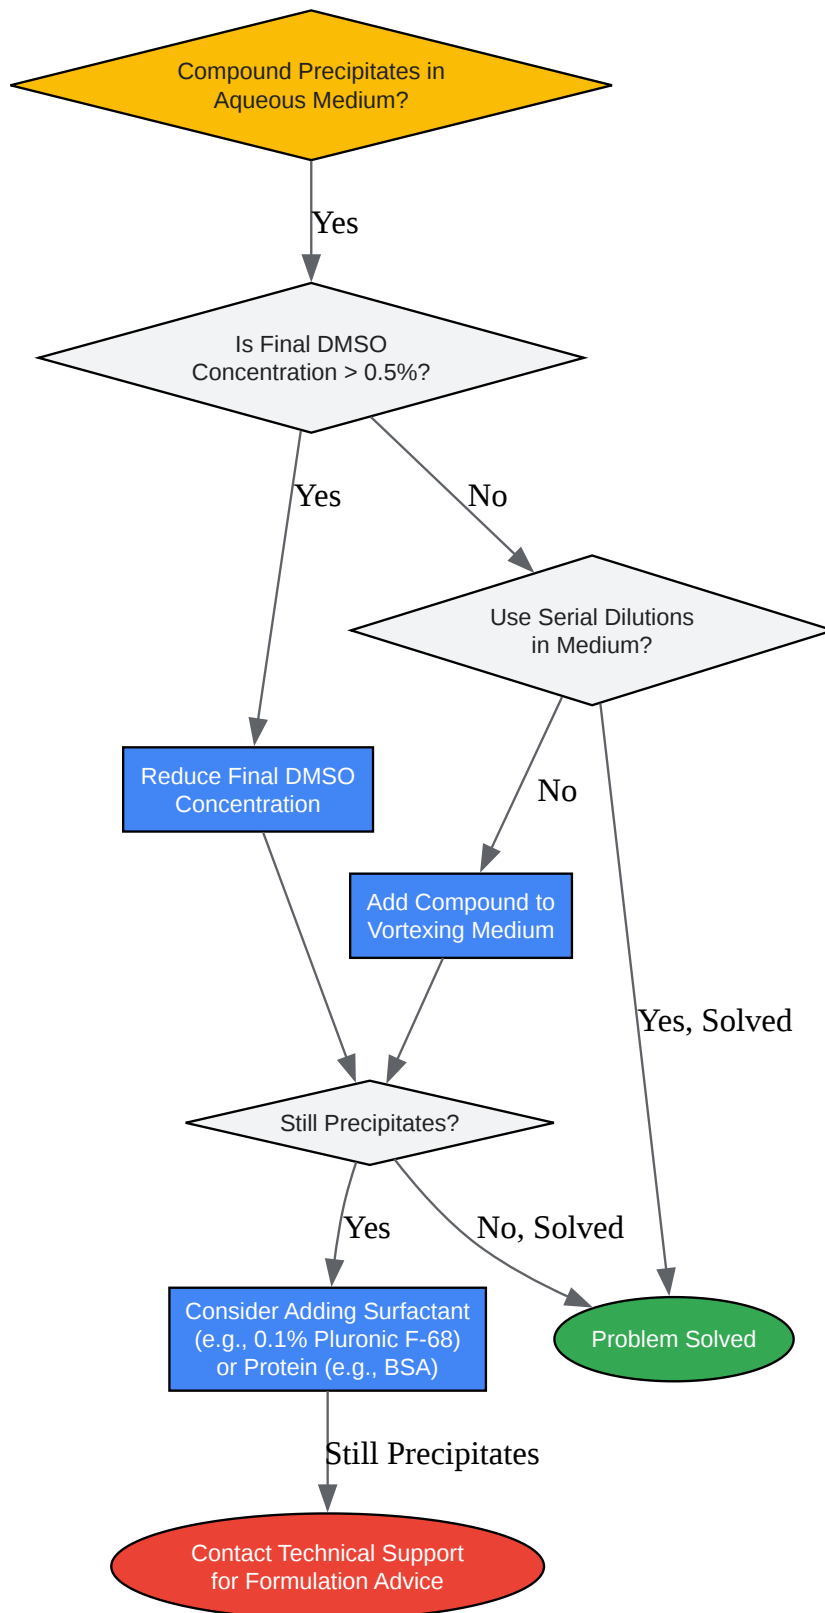 Compound Precipitates in
Aqueous Medium?
Yes
Is Final DMSO
Concentration > 0.5%?
Yes
No
Use Serial Dilutions
in Medium?
Reduce Final DMSO
Concentration
No
Add Compound to
Vortexing Medium
Yes, Solved
Still Precipitates?
Yes
No, Solved
Consider Adding Surfactant
(e.g., 0.1% Pluronic F-68)
or Protein (e.g., BSA)
Problem Solved
Still Precipitates
Contact Technical Support
for Formulation Advice